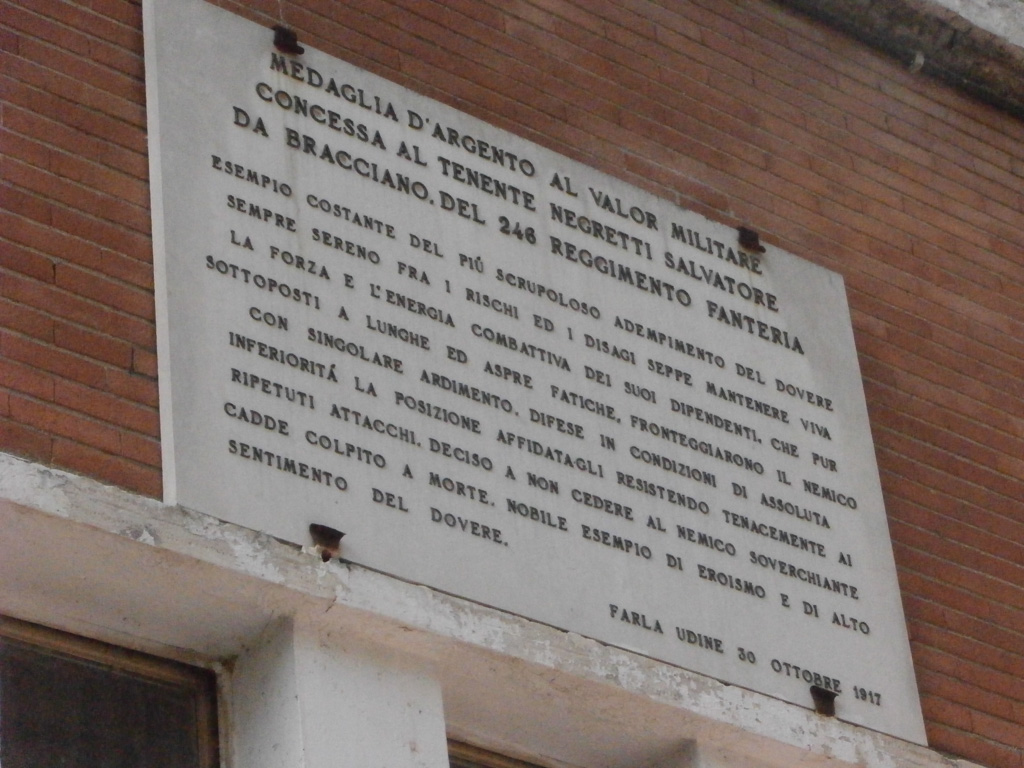 MEDAGLIA D'ARGENTO AL VALOR MILITARE
CONCESSA AL TENENTE NEGRETTI SALVATORE
DA BRACCIANO, DEL 246 REGGIMENTO FANTERIA
ESEMPIO COSTANTE DEL PIÚ SCRUPOLOSO ADEMPIMENTO DEL DOVERE
SEMPRE SERENO FRA I RISCHI ED I DISAGI SEPPE MANTENERE VIVA
LA FORZA E L'ENERGIA COMBATTIVA DEI SUOI DIPENDENTI, CHE PUR
SOTTOPOSTI A LUNGHE ED ASPRE FATICHE, FRONTEGGIARONO IL NEMICO
CON SINGOLARE ARDIMENTO. DIFESE IN CONDIZIONI DI ASSOLUTA
INFERIORITÁ LA POSIZIONE AFFIDATAGLI RESISTENDO TENACEMENTE AI
RIPETUTI ATTACCHI. DECISO A NON CEDERE AL NEMICO SOVERCHIANTE
CADDE COLPITO A MORTE. NOBILE ESEMPIO DI EROISMO E DI ALTO
SENTIMENTO DEL DOVERE.
FARLA UDINE 30 OTTOBRE 1917